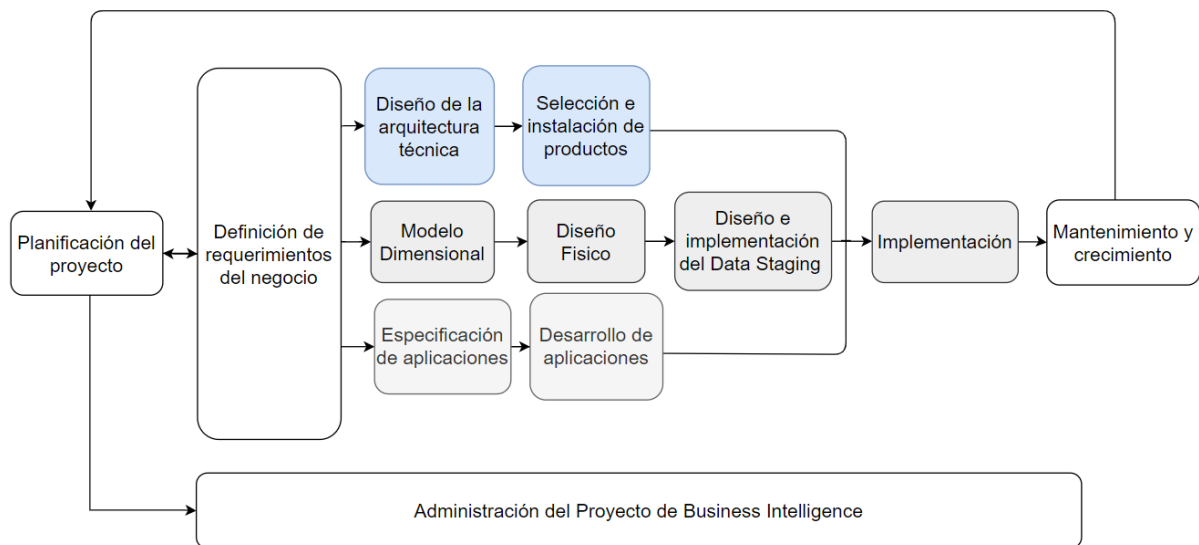 Planificación del
proyecto
Definición de
requerimientos
del negocio
Diseño de la
arquitectura
técnica
Selección e
instalación de
productos
Modelo
Dimensional
Diseño
Fisico
Diseño e
implementación
del Data Staging
Especificación
de aplicaciones
Desarrollo de
aplicaciones
Implementación
Mantenimiento y
crecimiento
Administración del Proyecto de Business Intelligence